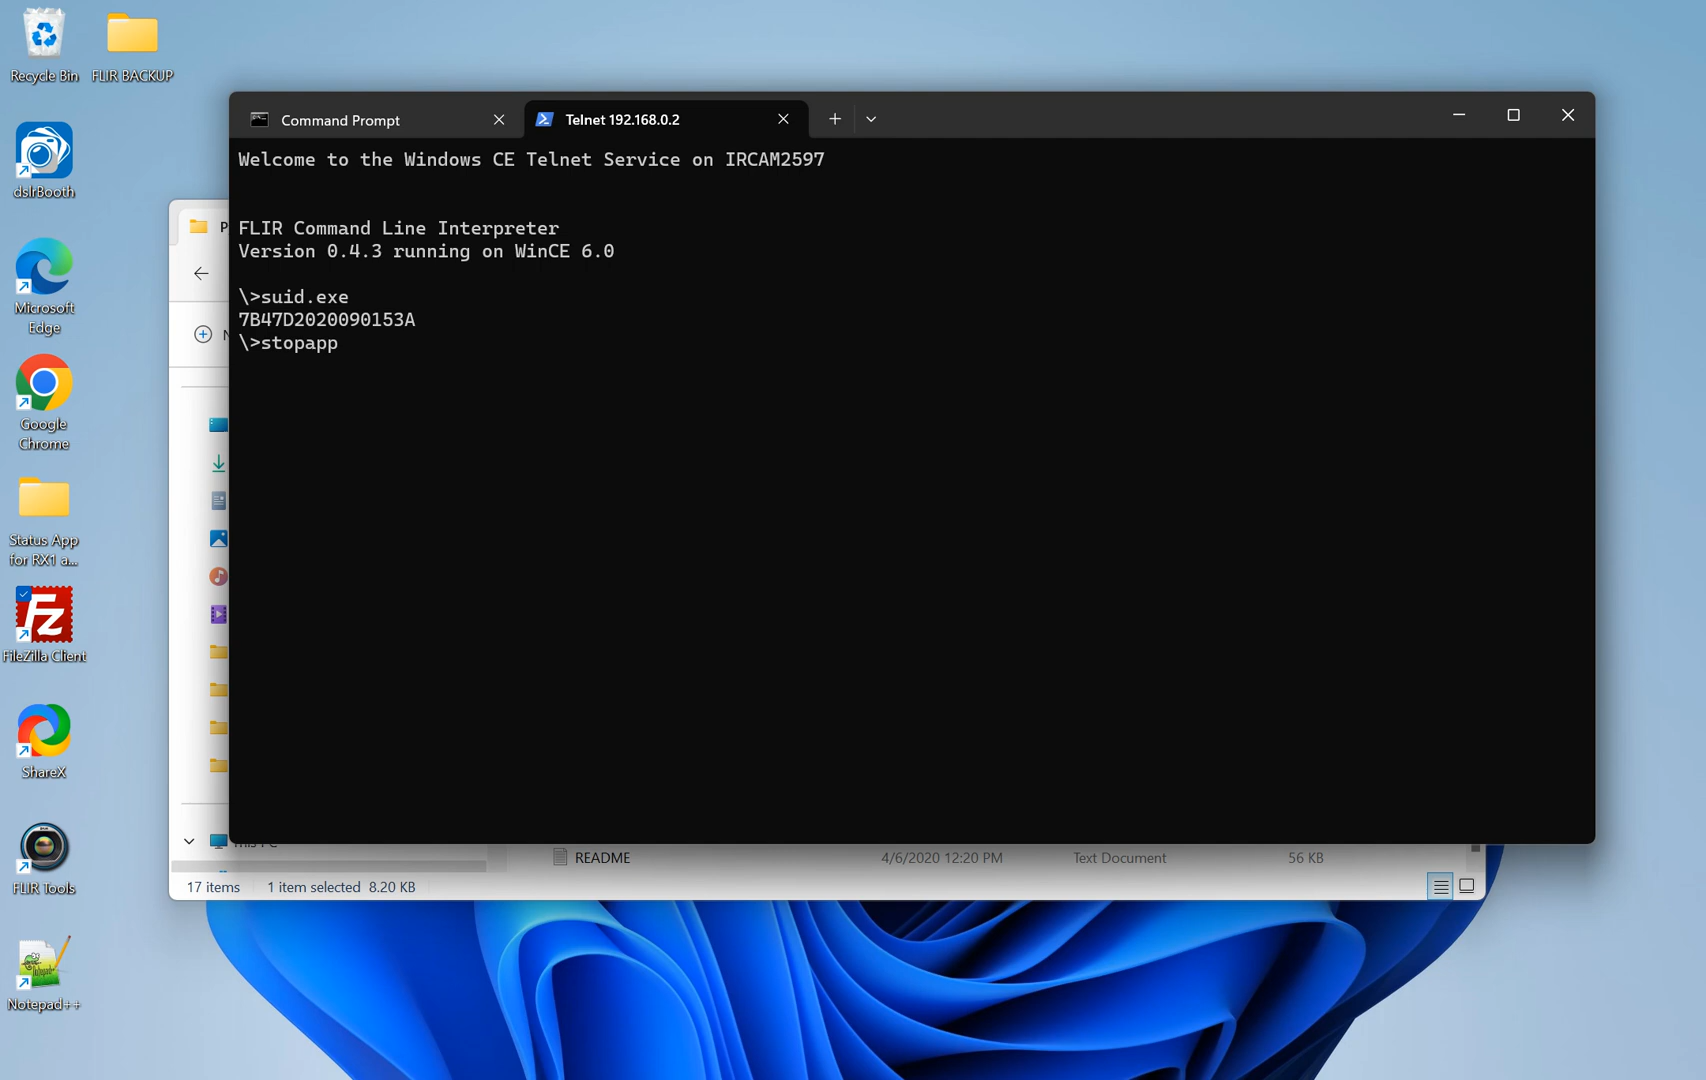 Recycle Bin
FLIR BACKUP
dslrBooth
Microsoft
Edge
Google
Chrome
Status App
for RX1 a...
FileZilla Client
ShareX
FLIR Tools
Notepad++
Command Prompt
Telnet 192.168.0.2
Welcome to the Windows CE Telnet Service on IRCAM2597
FLIR Command Line Interpreter
Version 0.4.3 running on WinCE 6.0
\>suid.exe
7B47D2020090153A
\>stopapp
P
N
This PC
README 4/6/2020 12:20 PM Text Document 56 KB
17 items 1 item selected 8.20 KB